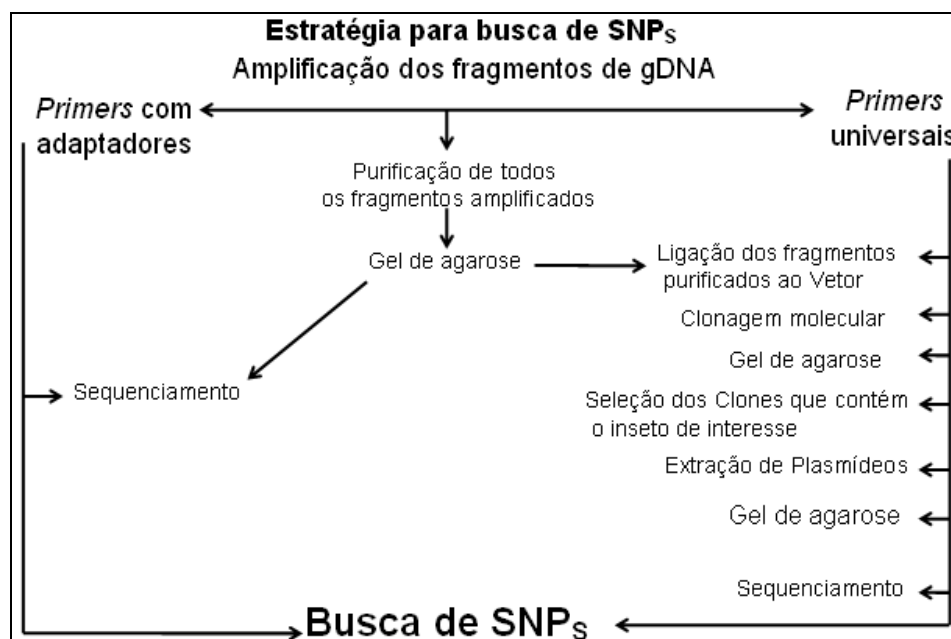 Estratégia para busca de SNPs
Amplificação dos fragmentos de gDNA
Primers com
adaptadores
Primers
universais
Purificação de todos
os fragmentos amplificados
Gel de agarose
Ligação dos fragmentos
purificados ao Vetor
Clonagem molecular
Gel de agarose
Sequenciamento
Seleção dos Clones que contém
o inseto de interesse
Extração de Plasmídeos
Gel de agarose
Sequenciamento
Busca de SNPs